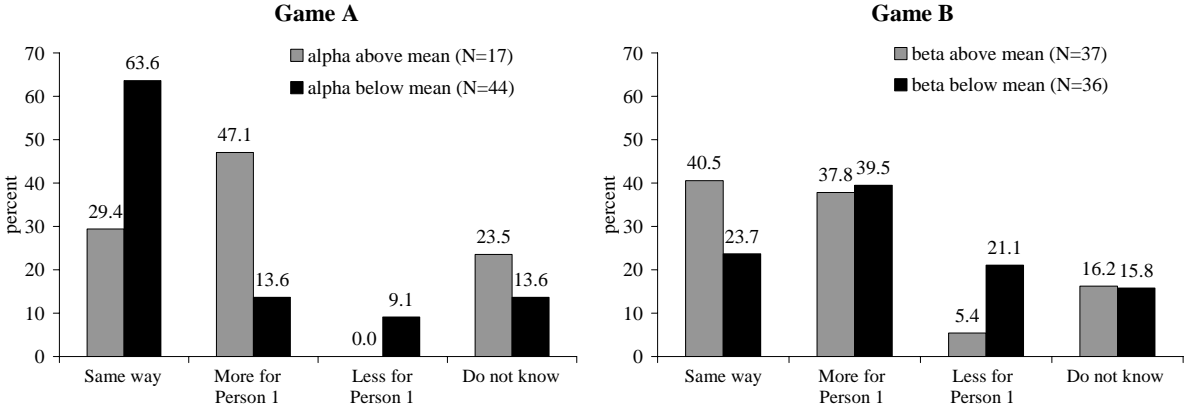 Game A
alpha above mean (N=17)
alpha below mean (N=44)
percent
70
60
50
40
30
20
10
0
29.4
63.6
47.1
13.6
0.0
9.1
23.5
13.6
Same way
More for
Person 1
Less for
Person 1
Do not know
Game B
beta above mean (N=37)
beta below mean (N=36)
percent
70
60
50
40
30
20
10
0
40.5
23.7
37.8
39.5
5.4
21.1
16.2
15.8
Same way
More for
Person 1
Less for
Person 1
Do not know